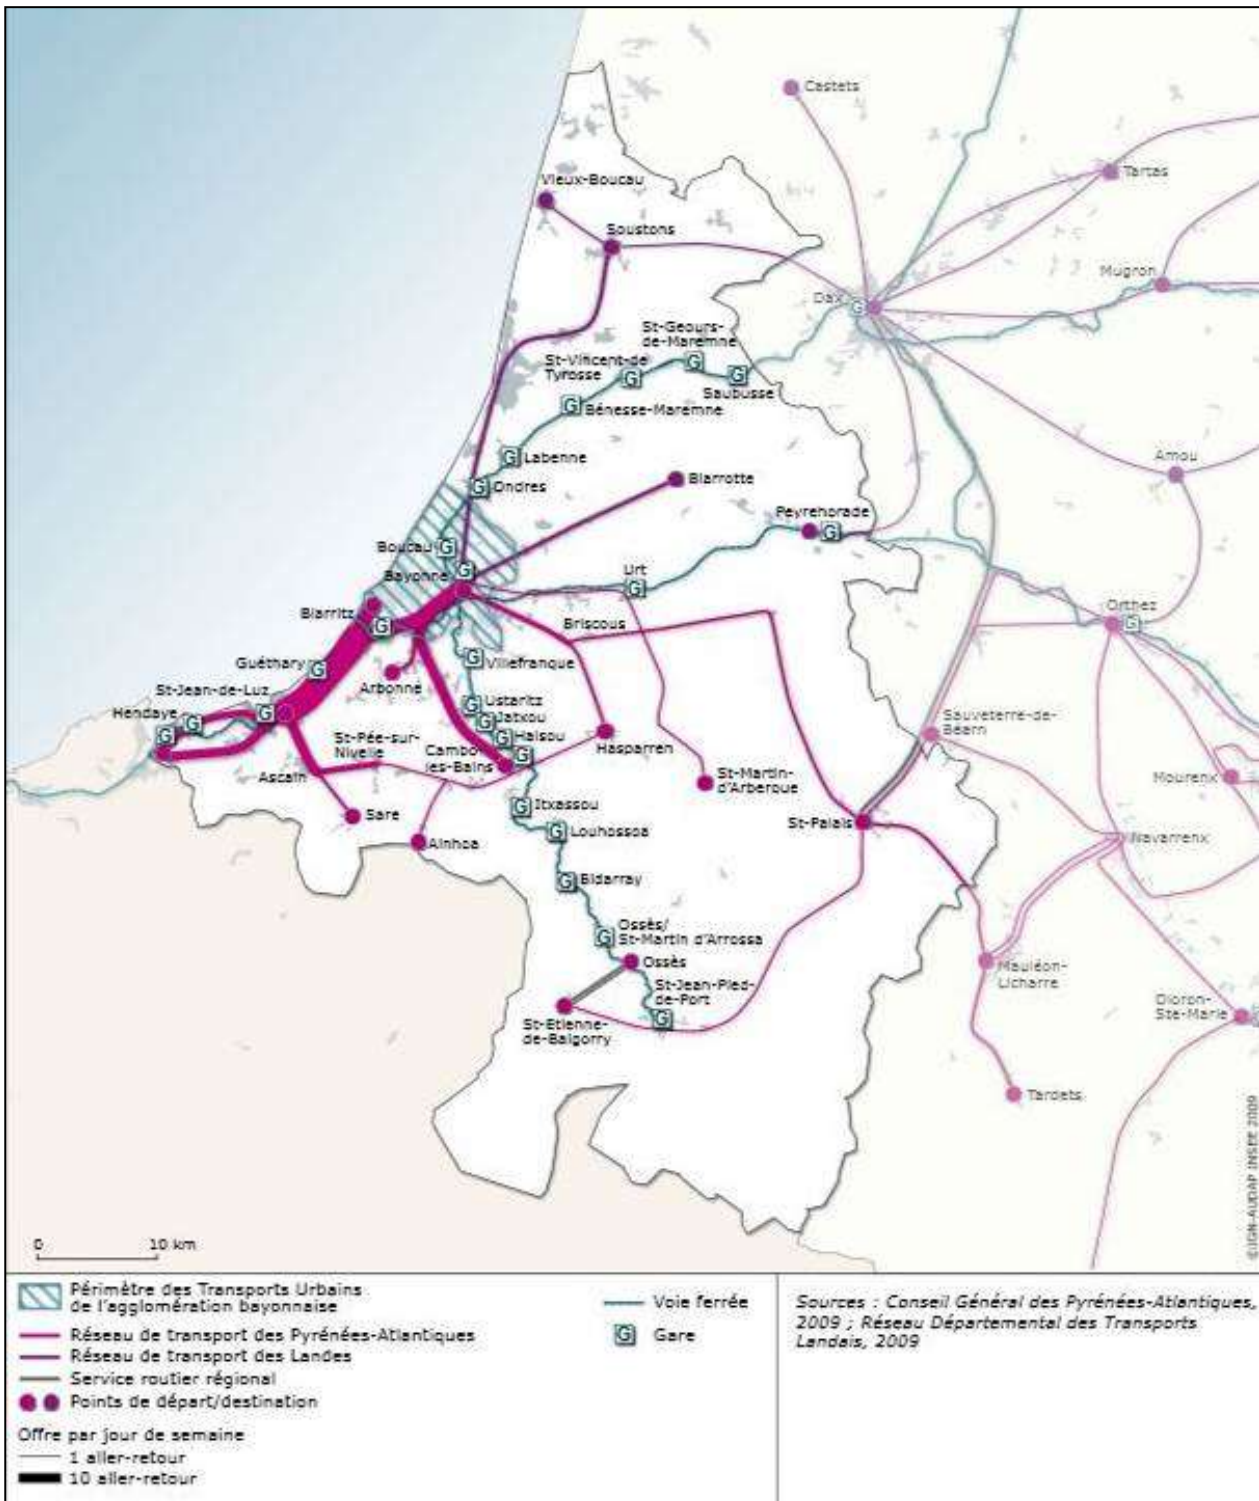 Castets
Tartas
Vieux-Boucau
Soustons
Mugron
Dax
G
St-Geours-
de-Maremne
St-Vincent-de
Tyrosse
G
G
G
Saubusse
G
Bénesse-Maremne
Amou
G
Labenne
G
Ondres
Biarrotte
Peyrehorade
G
Boucau
G
Bayonne
G
Urt
G
Orthez
G
Biarritz
G
Briscous
Guéthary
G
G
Villefranque
St-Jean-de-Luz
G
Arbonne
Hendaye
G
G
G
Ustaritz
G
Jatxou
G
Halsou
G
St-Pée-sur-
Nivelle
Cambo
les-Bains
Hasparren
Sauveterre-de-
Béarn
Ascain
St-Martin-
d'Arberoue
Mourenx
Sare
G
Itxassou
St-Palais
G
Louhossoa
Ainhoa
Navarrenx
G
Bidarray
G
Ossès/
St-Martin d'Arrossa
Ossès
Mauléon-
Licharre
St-Jean-Pied-
de-Port
G
St-Etienne-
de-Baigorry
Oloron-
Ste-Marie
Tardets
©IGN-AUDAP INSEE 2009
0 10 km
Périmètre des Transports Urbains
de l'agglomération bayonnaise
Réseau de transport des Pyrénées-Atlantiques
Réseau de transport des Landes
Service routier régional
Points de départ/destination
Offre par jour de semaine
1 aller-retour
10 aller-retour
Voie ferrée
G Gare
Sources : Conseil Général des Pyrénées-Atlantiques,
2009 ; Réseau Départemental des Transports
Landais, 2009